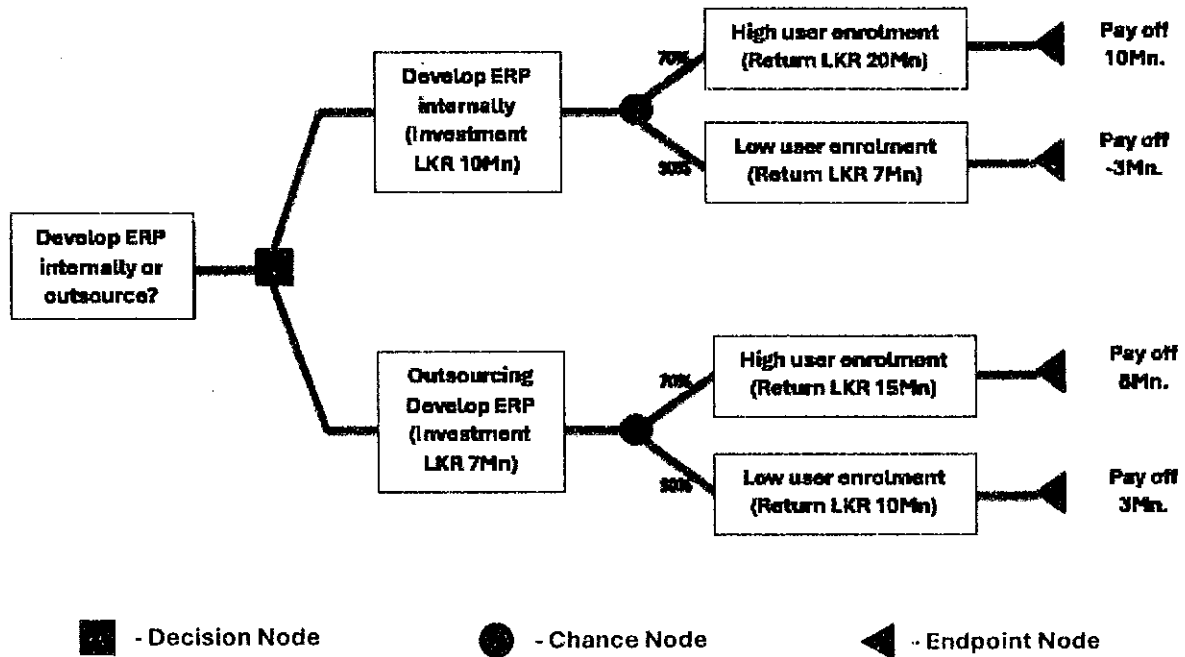 High user enrolment
(Return LKR 20Mn)
Pay off
10Mn.
70%
Develop ERP
internally
(Investment
LKR 10Mn)
30%
Low user enrolment
(Return LKR 7Mn)
Pay off
-3Mn.
Develop ERP
internally or
outsource?
High user enrolment
(Return LKR 15Mn)
Pay off
8Mn.
70%
Outsourcing
Develop ERP
(Investment
LKR 7Mn)
30%
Low user enrolment
(Return LKR 10Mn)
Pay off
3Mn.
- Decision Node
- Chance Node
- Endpoint Node